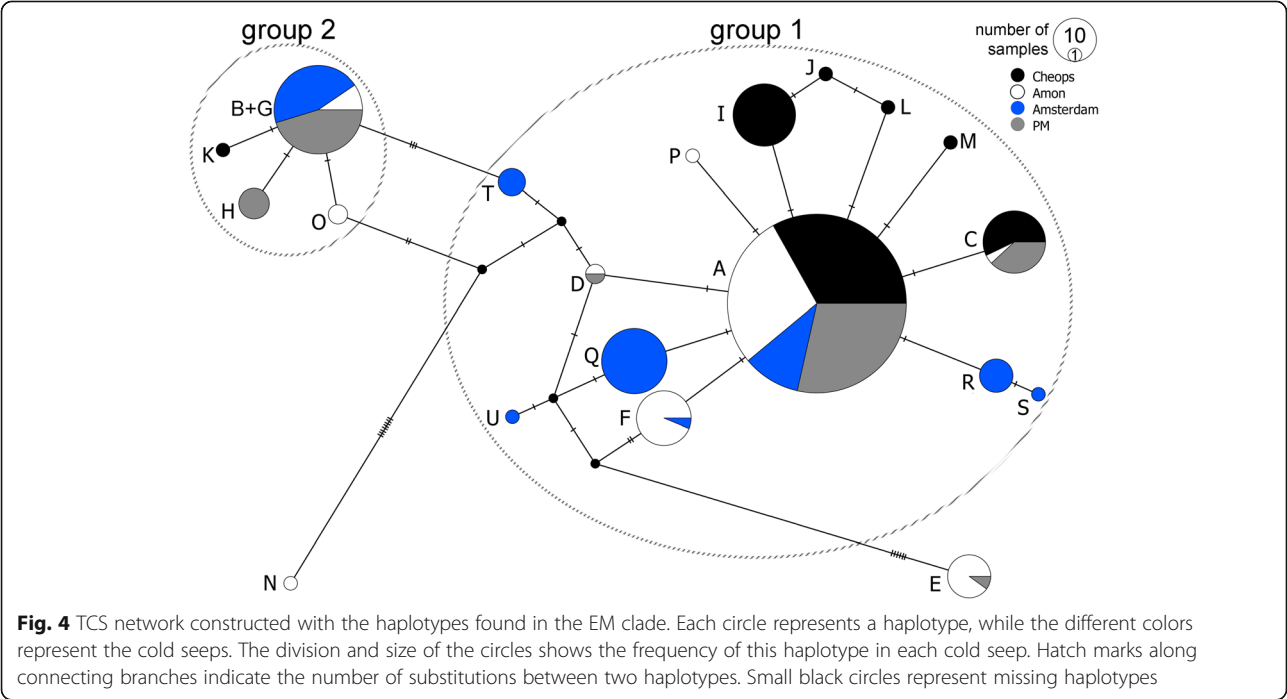 group 2
group 1
number of
samples
10
1
Cheops
Amon
Amsterdam
PM
J
B+G
I
L
M
K
P
T
H
O
C
A
D
Q
R
S
U
F
N
E
Fig. 4 TCS network constructed with the haplotypes found in the EM clade. Each circle represents a haplotype, while the different colors
represent the cold seeps. The division and size of the circles shows the frequency of this haplotype in each cold seep. Hatch marks along
connecting branches indicate the number of substitutions between two haplotypes. Small black circles represent missing haplotypes